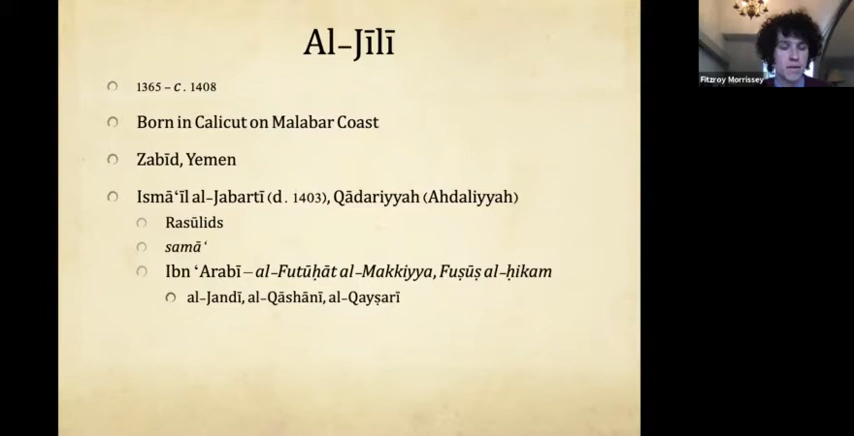 Al-Jīlī
1365 – c. 1408
Born in Calicut on Malabar Coast
Zabīd, Yemen
Ismāʿīl al-Jabartī (d. 1403), Qādariyyah (Ahdaliyyah)
Rasūlids
samāʿ
Ibn ʿArabī – al-Futūḥāt al-Makkiyya, Fuṣūṣ al-ḥikam
al-Jandī, al-Qāshānī, al-Qayṣarī
Fitzroy Morrissey